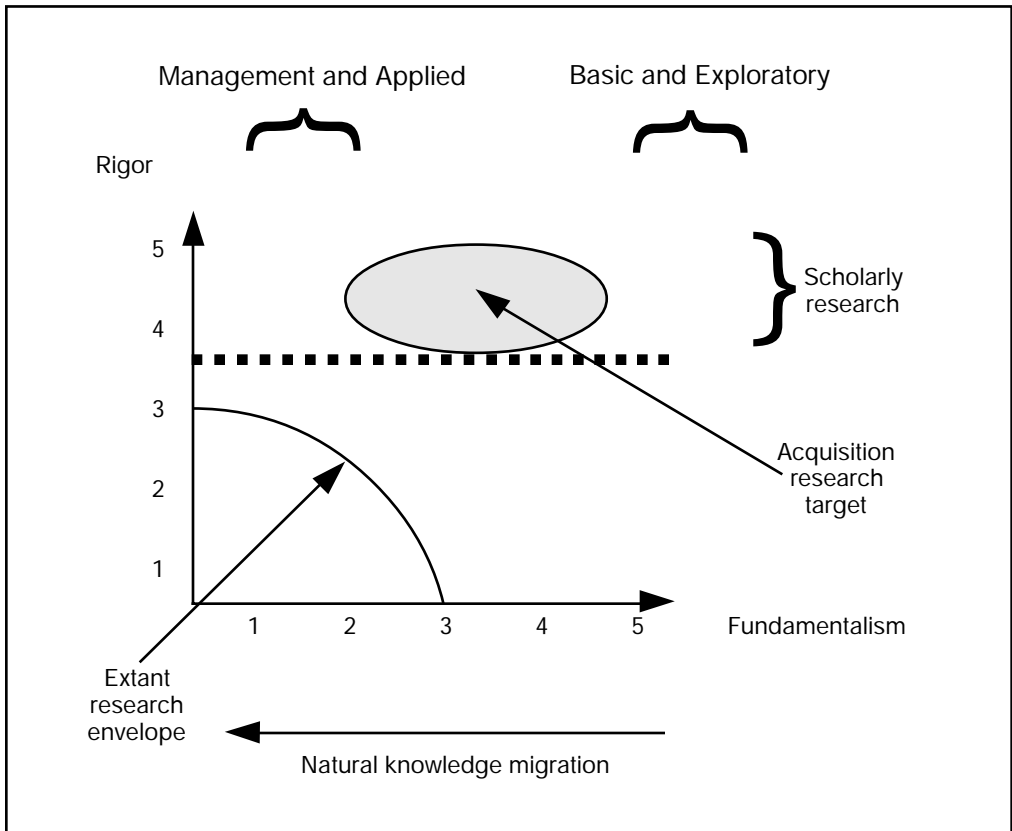 Management and Applied
Basic and Exploratory
Rigor
5
4
3
2
1
Scholarly
research
Acquisition
research
target
1 2 3 4 5
Fundamentalism
Extant
research
envelope
Natural knowledge migration